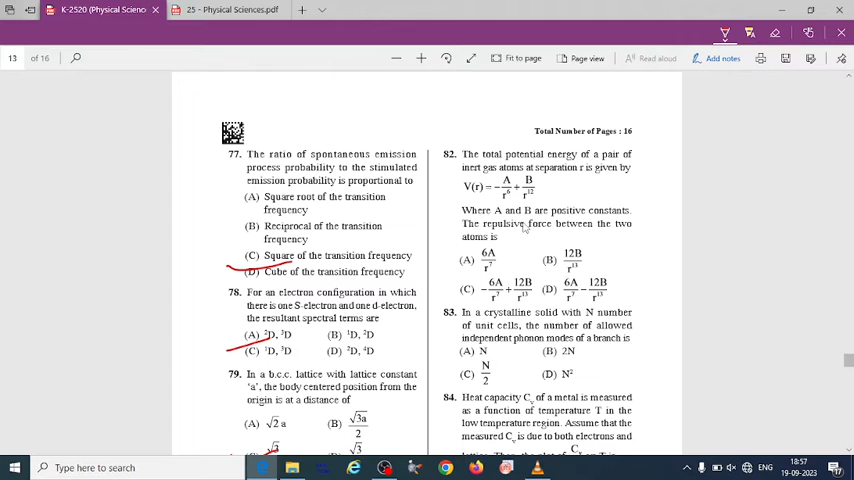 K-2520 (Physical Scienc
25 - Physical Sciences.pdf
13 of 16
Fit to page
Page view
Read aloud
Add notes
Total Number of Pages : 16
77. The ratio of spontaneous emission
process probability to the stimulated
emission probability is proportional to
(A) Square root of the transition
frequency
(B) Reciprocal of the transition
frequency
(C) Square of the transition frequency
(D) Cube of the transition frequency
78. For an electron configuration in which
there is one S-electron and one d-electron,
the resultant spectral terms are
(A) ²D, ³D (B) ¹D, ²D
(C) ¹D, ³D (D) ²D, ⁴D
79. In a b.c.c. lattice with lattice constant
'a', the body centered position from the
origin is at a distance of
(A) √2 a (B) √3a/2
82. The total potential energy of a pair of
inert gas atoms at separation r is given by
V(r) = −A/r⁶ + B/r¹²
Where A and B are positive constants.
The repulsive force between the two
atoms is
(A) 6A/r⁷ (B) 12B/r¹³
(C) −6A/r⁷ + 12B/r¹³ (D) 6A/r⁷ − 12B/r¹³
83. In a crystalline solid with N number
of unit cells, the number of allowed
independent phonon modes of a branch is
(A) N (B) 2N
(C) N/2 (D) N²
84. Heat capacity Cᵥ of a metal is measured
as a function of temperature T in the
low temperature region. Assume that the
measured Cᵥ is due to both electrons and
Type here to search
ENG
18:57
19-09-2023
17